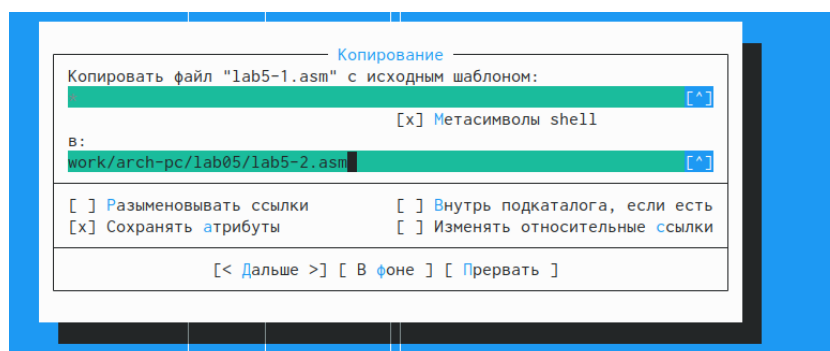 Копирование
Копировать файл "lab5-1.asm" с исходным шаблоном:
*
[^]
[x] Метасимволы shell
в:
work/arch-pc/lab05/lab5-2.asm [^]
[ ] Разыменовывать ссылки [ ] Внутрь подкаталога, если есть
[x] Сохранять атрибуты [ ] Изменять относительные ссылки
[< Дальше >] [ В фоне ] [ Прервать ]